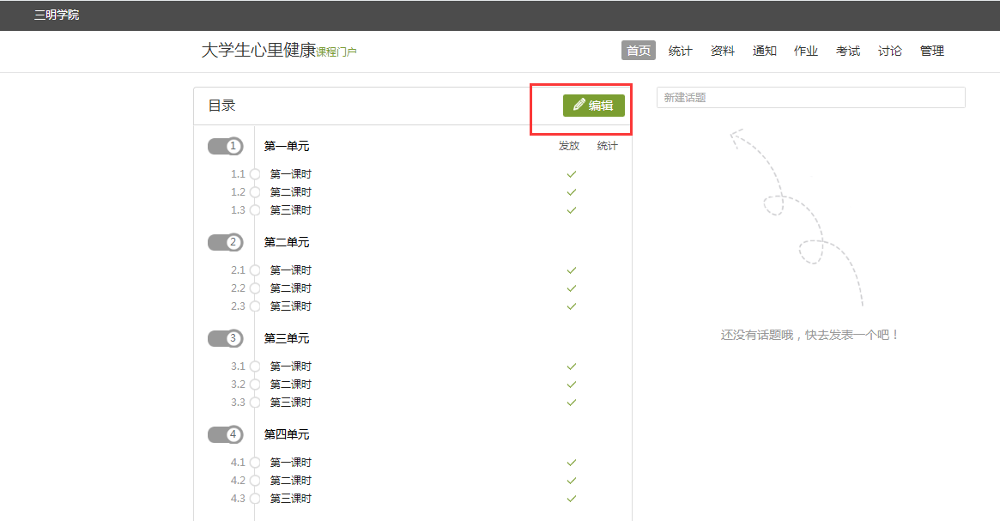 三明学院
大学生心里健康课程门户
首页 统计 资料 通知 作业 考试 讨论 管理
目录
编辑
新建话题
1 第一单元 发放 统计
1.1 第一课时
1.2 第二课时
1.3 第三课时
2 第二单元
2.1 第一课时
2.2 第二课时
2.3 第三课时
3 第三单元
3.1 第一课时
3.2 第二课时
3.3 第三课时
4 第四单元
4.1 第一课时
4.2 第二课时
4.3 第三课时
还没有话题哦，快去发表一个吧！